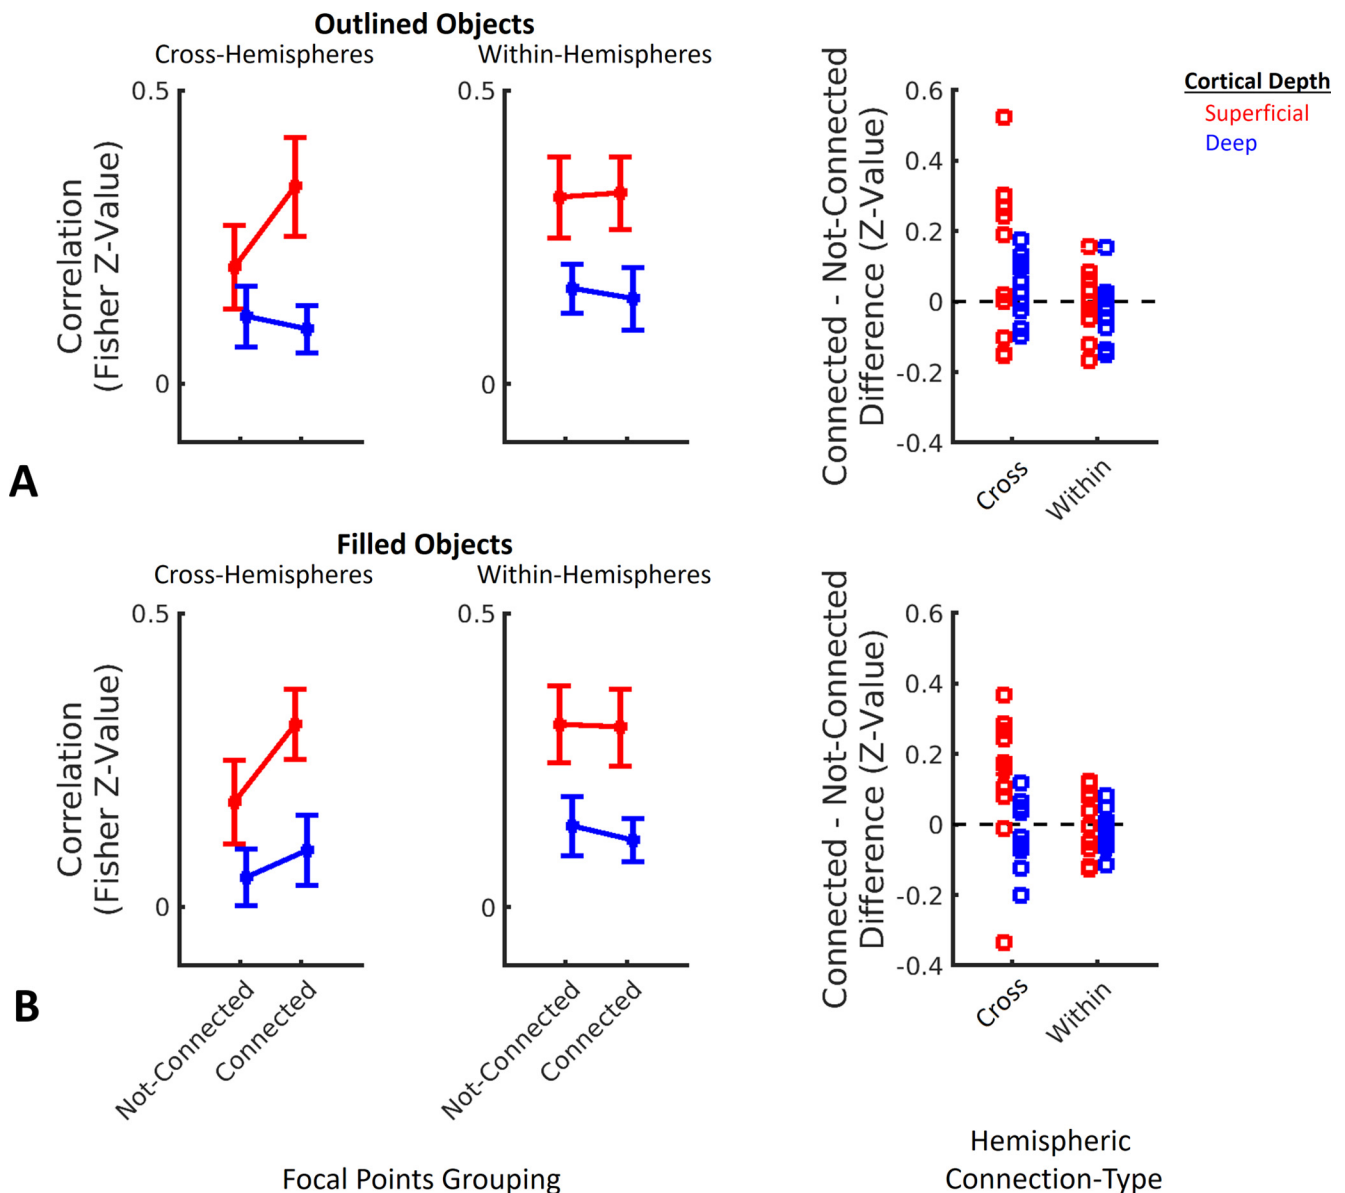 Outlined Objects
Cross-Hemispheres
Within-Hemispheres
Correlation
(Fisher Z-Value)
0.5
0
0.5
0
Connected - Not-Connected
Difference (Z-Value)
0.6
0.4
0.2
0
-0.2
-0.4
Cross
Within
Cortical Depth
Superficial
Deep
A
Filled Objects
Cross-Hemispheres
Within-Hemispheres
Correlation
(Fisher Z-Value)
0.5
0
Not-Connected
Connected
0.5
0
Not-Connected
Connected
Connected - Not-Connected
Difference (Z-Value)
0.6
0.4
0.2
0
-0.2
-0.4
Cross
Within
B
Focal Points Grouping
Hemispheric
Connection-Type